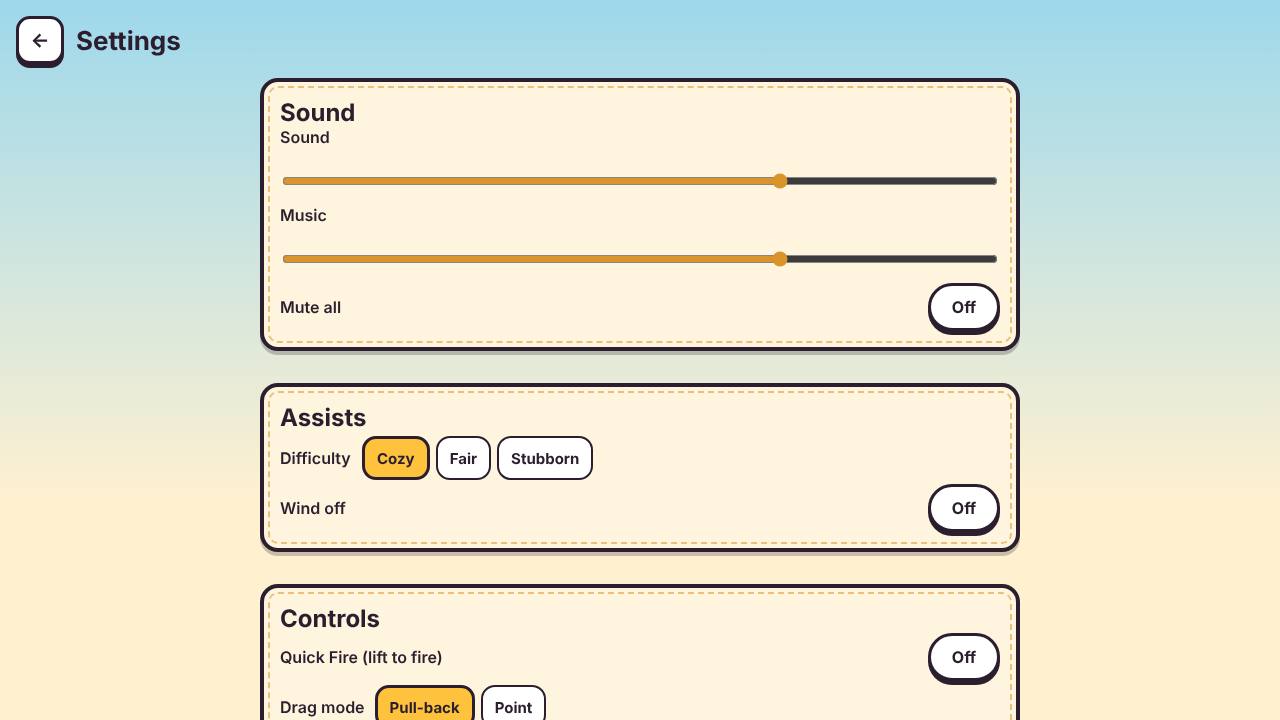 Settings
Sound
Sound
Music
Mute all Off
Assists
Difficulty Cozy Fair Stubborn
Wind off Off
Controls
Quick Fire (lift to fire) Off
Drag mode Pull-back Point